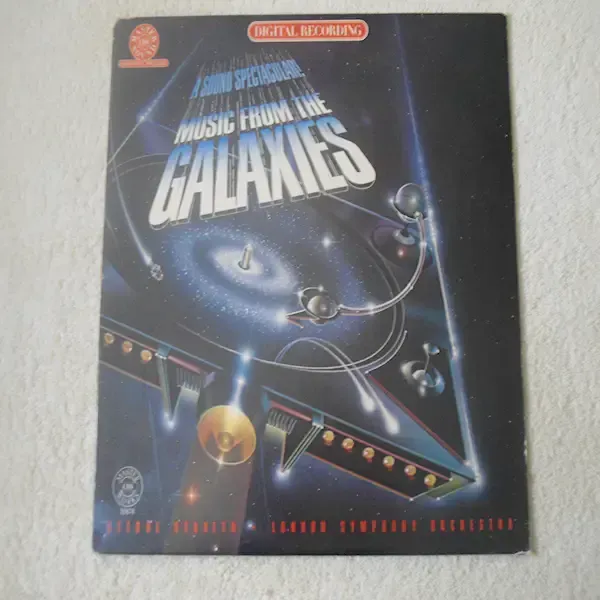 DIGITAL RECORDING
A SOUND SPECTACULAR!
MUSIC FROM THE
GALAXIES
LONDON SYMPHONY ORCHESTRA